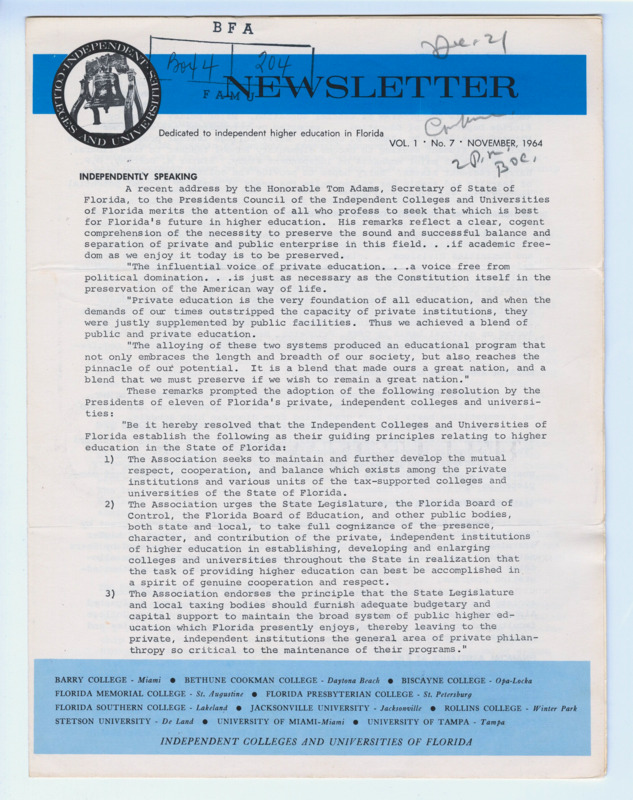 BFA
Dec. 21
Box 4 204
INDEPENDENT COLLEGES AND UNIVERSITIES
NEWSLETTER
FAMU
Dedicated to independent higher education in Florida
VOL. 1 • No. 7 • NOVEMBER, 1964
2 P.m.
BOC.
INDEPENDENTLY SPEAKING
A recent address by the Honorable Tom Adams, Secretary of State of
Florida, to the Presidents Council of the Independent Colleges and Universities
of Florida merits the attention of all who profess to seek that which is best
for Florida's future in higher education. His remarks reflect a clear, cogent
comprehension of the necessity to preserve the sound and successful balance and
separation of private and public enterprise in this field. . .if academic free-
dom as we enjoy it today is to be preserved.
"The influential voice of private education. . .a voice free from
political domination. . .is just as necessary as the Constitution itself in the
preservation of the American way of life.
"Private education is the very foundation of all education, and when the
demands of our times outstripped the capacity of private institutions, they
were justly supplemented by public facilities. Thus we achieved a blend of
public and private education.
"The alloying of these two systems produced an educational program that
not only embraces the length and breadth of our society, but also reaches the
pinnacle of our potential. It is a blend that made ours a great nation, and a
blend that we must preserve if we wish to remain a great nation."
These remarks prompted the adoption of the following resolution by the
Presidents of eleven of Florida's private, independent colleges and universi-
ties:
"Be it hereby resolved that the Independent Colleges and Universities of
Florida establish the following as their guiding principles relating to higher
education in the State of Florida:
1) The Association seeks to maintain and further develop the mutual
respect, cooperation, and balance which exists among the private
institutions and various units of the tax-supported colleges and
universities of the State of Florida.
2) The Association urges the State Legislature, the Florida Board of
Control, the Florida Board of Education, and other public bodies,
both state and local, to take full cognizance of the presence,
character, and contribution of the private, independent institutions
of higher education in establishing, developing and enlarging
colleges and universities throughout the State in realization that
the task of providing higher education can best be accomplished in
a spirit of genuine cooperation and respect.
3) The Association endorses the principle that the State Legislature
and local taxing bodies should furnish adequate budgetary and
capital support to maintain the broad system of public higher ed-
ucation which Florida presently enjoys, thereby leaving to the
private, independent institutions the general area of private philan-
thropy so critical to the maintenance of their programs."
BARRY COLLEGE - Miami ● BETHUNE COOKMAN COLLEGE - Daytona Beach ● BISCAYNE COLLEGE - Opa-Locka
FLORIDA MEMORIAL COLLEGE - St. Augustine ● FLORIDA PRESBYTERIAN COLLEGE - St. Petersburg
FLORIDA SOUTHERN COLLEGE - Lakeland ● JACKSONVILLE UNIVERSITY - Jacksonville ● ROLLINS COLLEGE - Winter Park
STETSON UNIVERSITY - De Land ● UNIVERSITY OF MIAMI-Miami ● UNIVERSITY OF TAMPA - Tampa
INDEPENDENT COLLEGES AND UNIVERSITIES OF FLORIDA